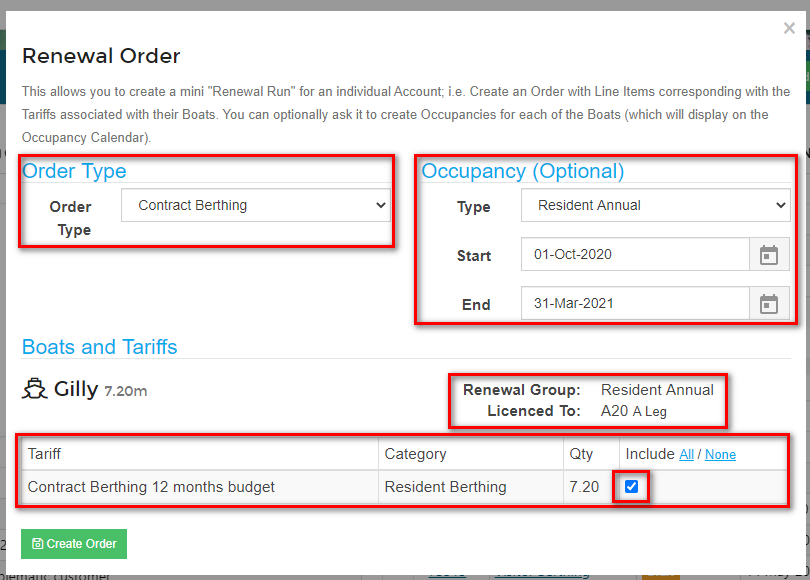 ×
Renewal Order
This allows you to create a mini "Renewal Run" for an individual Account; i.e. Create an Order with Line Items corresponding with the
Tariffs associated with their Boats. You can optionally ask it to create Occupancies for each of the Boats (which will display on the
Occupancy Calendar).
Order Type
Order Type
Contract Berthing
Occupancy (Optional)
Type Resident Annual
Start 01-Oct-2020
End 31-Mar-2021
Boats and Tariffs
Gilly 7.20m
Renewal Group: Resident Annual
Licenced To: A20 A Leg
Tariff Category Qty Include All / None
Contract Berthing 12 months budget Resident Berthing 7.20
Create Order